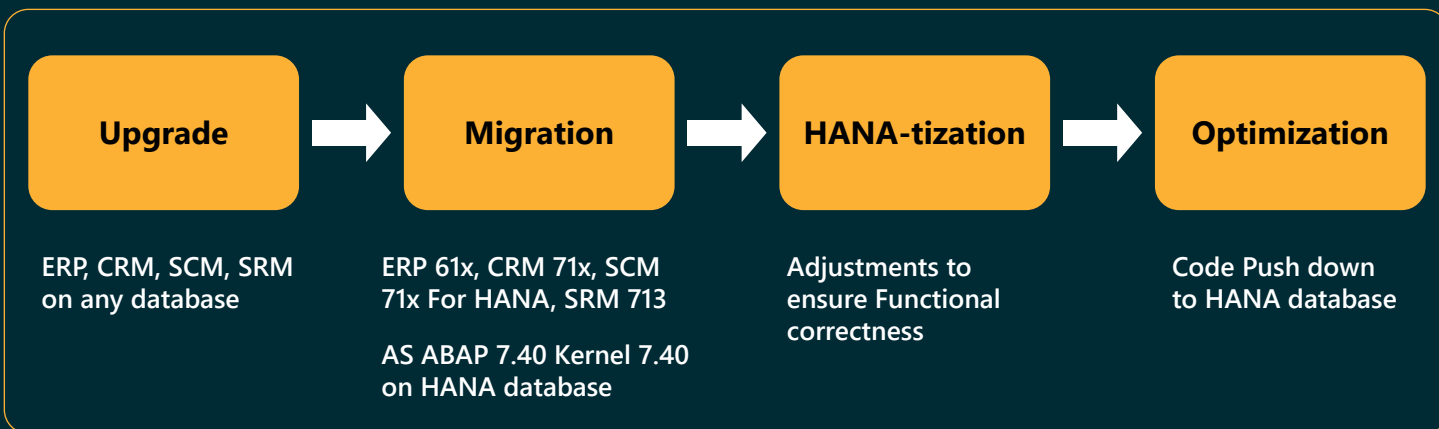 Upgrade
Migration
HANA-tization
Optimization
ERP, CRM, SCM, SRM
on any database
ERP 61x, CRM 71x, SCM
71x For HANA, SRM 713
AS ABAP 7.40 Kernel 7.40
on HANA database
Adjustments to
ensure Functional
correctness
Code Push down
to HANA database